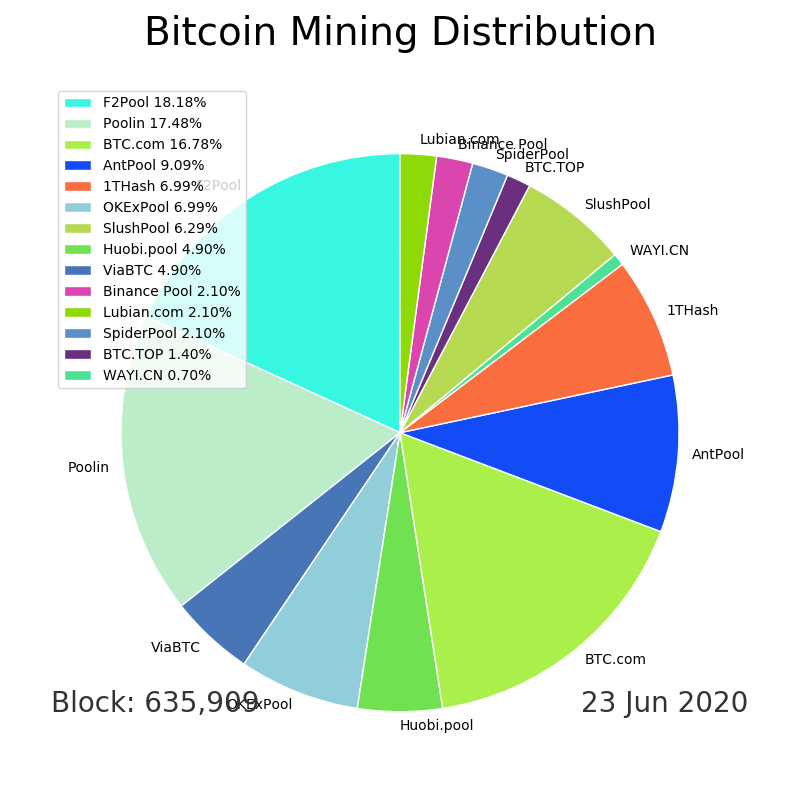 Bitcoin Mining Distribution
F2Pool 18.18%
Poolin 17.48%
BTC.com 16.78%
AntPool 9.09%
1THash 6.99%
OKExPool 6.99%
SlushPool 6.29%
Huobi.pool 4.90%
ViaBTC 4.90%
Binance Pool 2.10%
Lubian.com 2.10%
SpiderPool 2.10%
BTC.TOP 1.40%
WAYI.CN 0.70%
Lubian.com
Binance Pool
SpiderPool
BTC.TOP
SlushPool
WAYI.CN
1THash
AntPool
BTC.com
Huobi.pool
OKExPool
ViaBTC
Poolin
F2Pool
Block: 635,909
23 Jun 2020